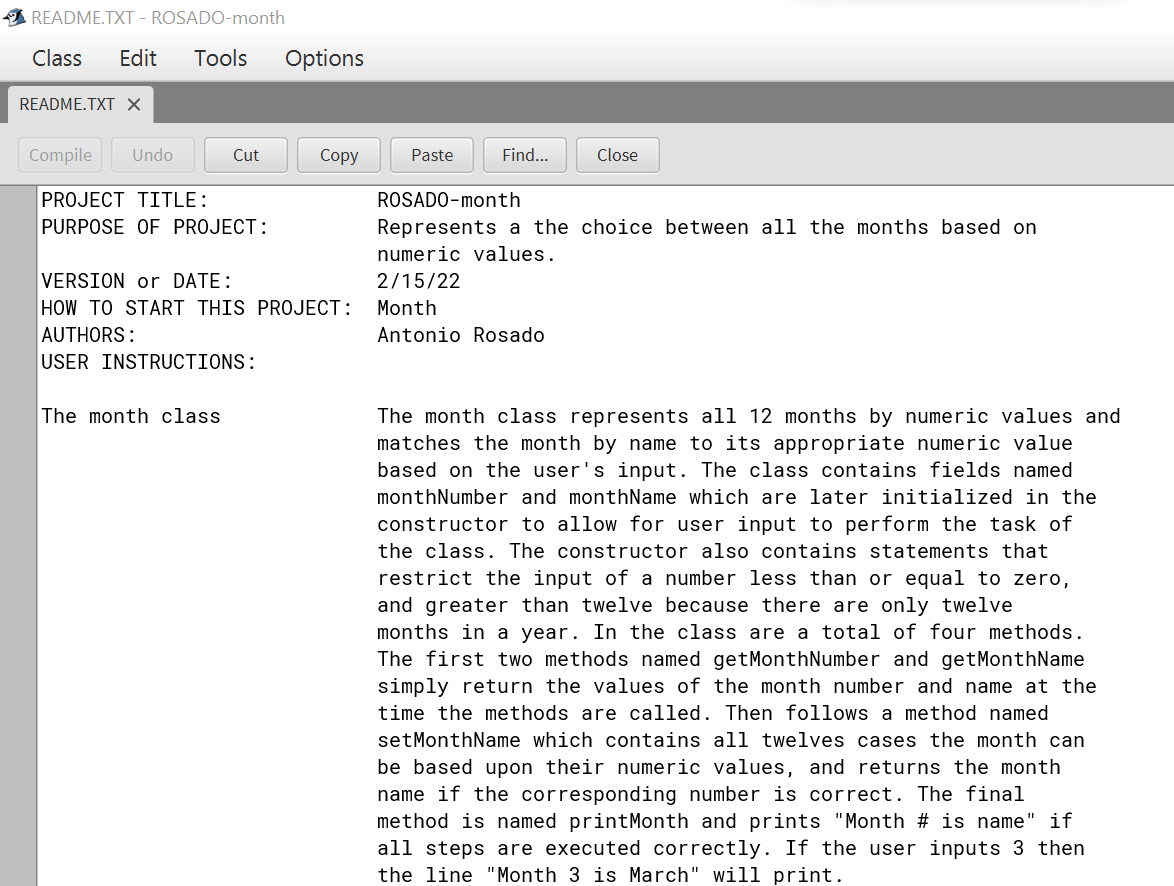 README.TXT - ROSADO-month
Class Edit Tools Options
README.TXT ✕
Compile Undo Cut Copy Paste Find... Close
PROJECT TITLE: ROSADO-month
PURPOSE OF PROJECT: Represents a the choice between all the months based on
numeric values.
VERSION or DATE: 2/15/22
HOW TO START THIS PROJECT: Month
AUTHORS: Antonio Rosado
USER INSTRUCTIONS:
The month class The month class represents all 12 months by numeric values and
matches the month by name to its appropriate numeric value
based on the user's input. The class contains fields named
monthNumber and monthName which are later initialized in the
constructor to allow for user input to perform the task of
the class. The constructor also contains statements that
restrict the input of a number less than or equal to zero,
and greater than twelve because there are only twelve
months in a year. In the class are a total of four methods.
The first two methods named getMonthNumber and getMonthName
simply return the values of the month number and name at the
time the methods are called. Then follows a method named
setMonthName which contains all twelves cases the month can
be based upon their numeric values, and returns the month
name if the corresponding number is correct. The final
method is named printMonth and prints "Month # is name" if
all steps are executed correctly. If the user inputs 3 then
the line "Month 3 is March" will print.